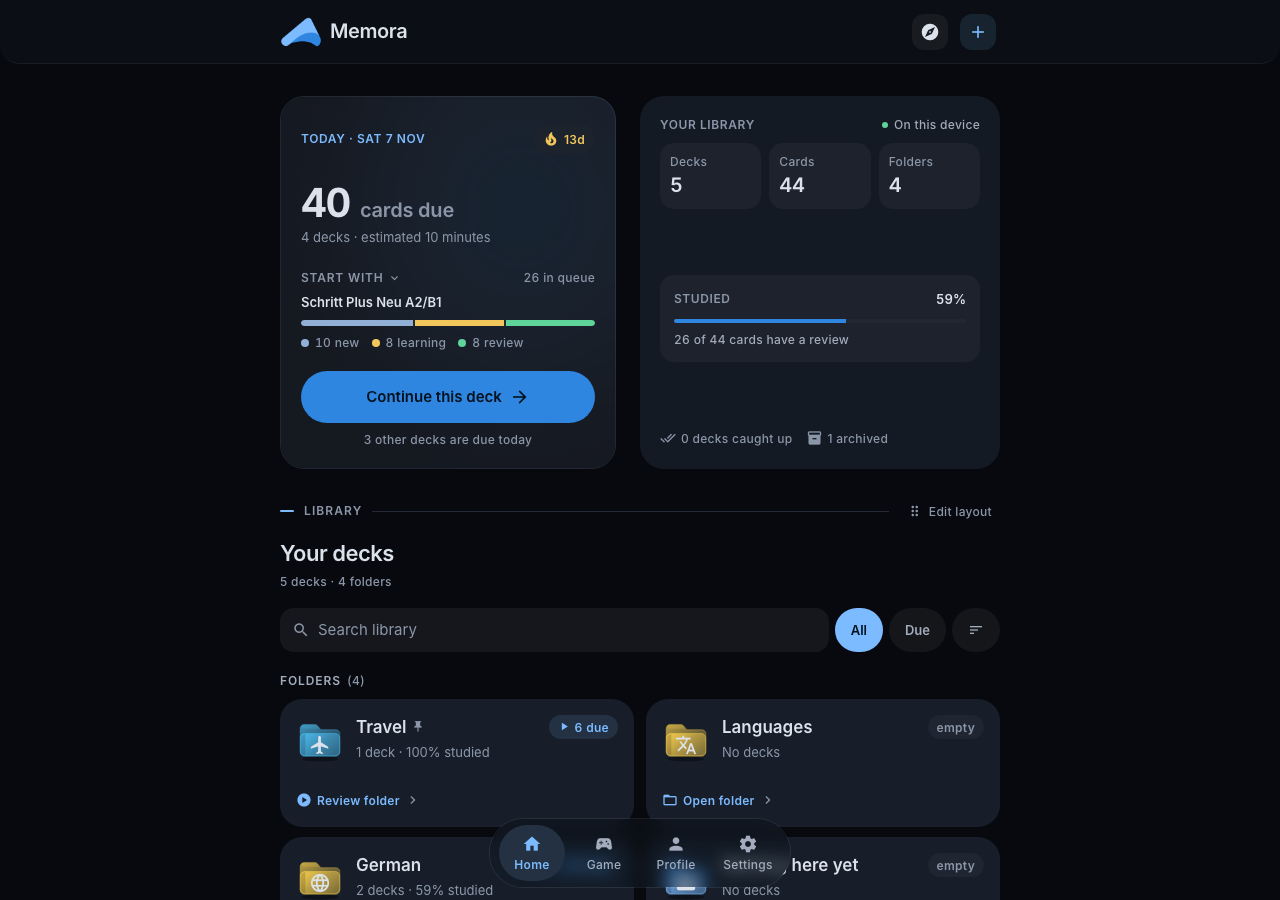 Memora
TODAY · SAT 7 NOV
13d
40 cards due
4 decks · estimated 10 minutes
START WITH
26 in queue
Schritt Plus Neu A2/B1
10 new
8 learning
8 review
Continue this deck
3 other decks are due today
YOUR LIBRARY
On this device
Decks
5
Cards
44
Folders
4
STUDIED
59%
26 of 44 cards have a review
0 decks caught up
1 archived
LIBRARY
Edit layout
Your decks
5 decks · 4 folders
Search library
All
Due
FOLDERS (4)
Travel
6 due
1 deck · 100% studied
Review folder
Languages
empty
No decks
Open folder
German
2 decks · 59% studied
here yet
empty
No decks
Home
Game
Profile
Settings